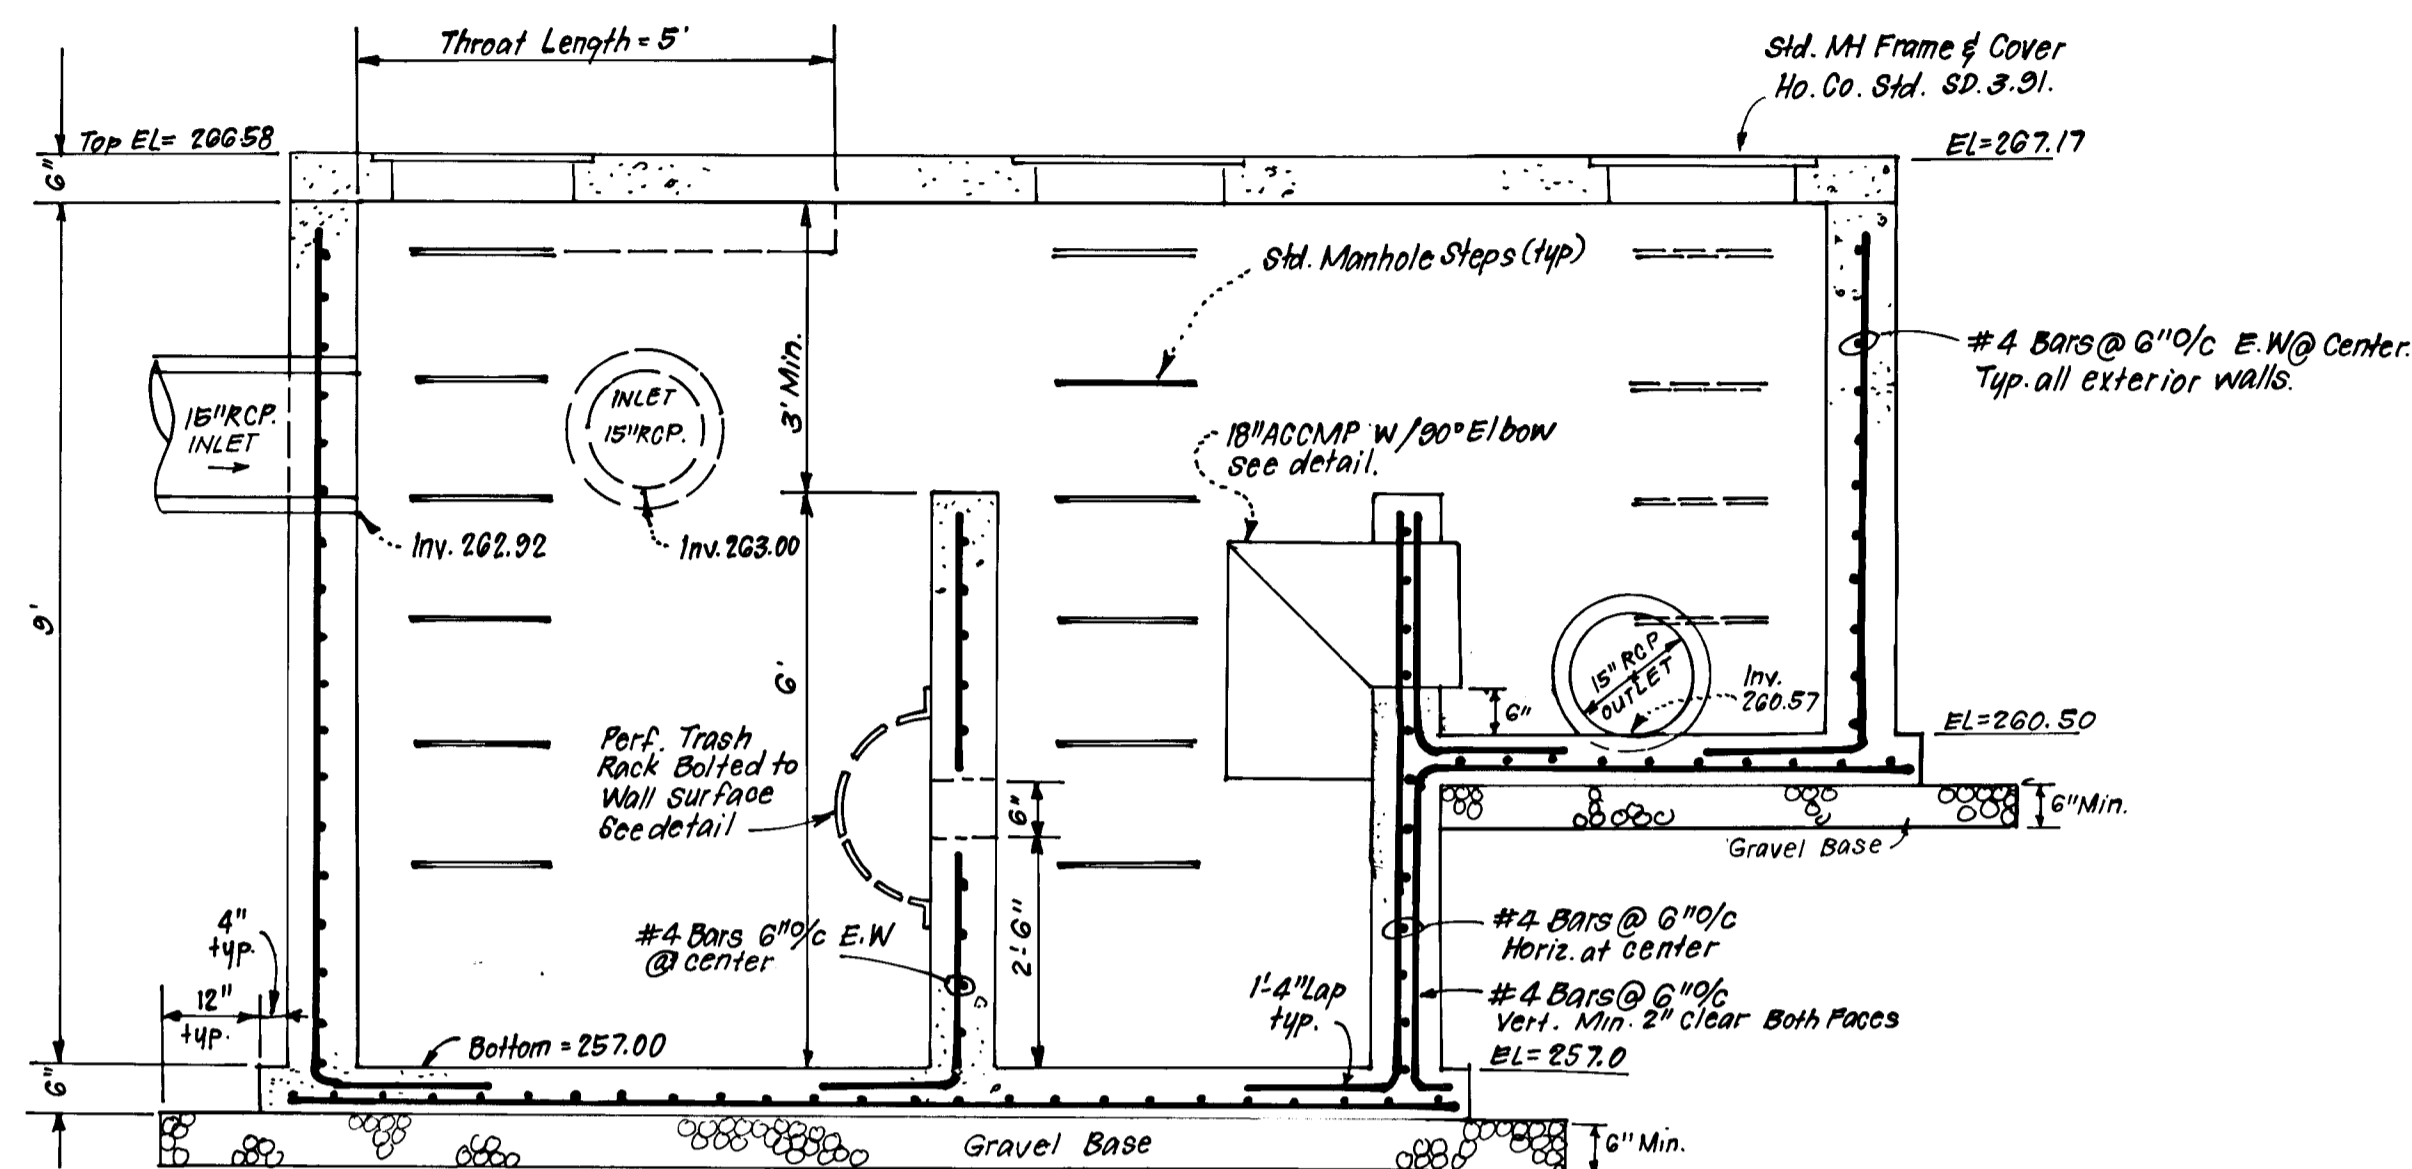 Throat Length = 5'
Std. MH Frame & Cover
Ho. Co. Std. SD. 3.91.
Top EL= 266.58
EL=267.17
6"
Std. Manhole Steps (typ)
#4 Bars @ 6"O/c E.W@ Center.
Typ. all exterior walls.
3' Min.
INLET
15"RCP.
15"RCP.
INLET
18"ACCMP W/90° Elbow
see detail.
Inv. 262.92
Inv. 263.00
9'
6'
15" RCP
OUTLET
Inv.
260.57
6"
EL=260.50
Perf. Trash
Rack Bolted to
Wall surface
See detail
6"
6"Min.
Gravel Base
4"
typ.
#4 Bars 6"O/c E.W
@ center
2'-6"
#4 Bars @ 6"O/c
Horiz. at center
12"
typ.
1'-4"Lap
typ.
#4 Bars @ 6"O/c
Vert. Min. 2" Clear Both Faces
Bottom = 257.00
EL= 257.0
6"
Gravel Base
6" Min.